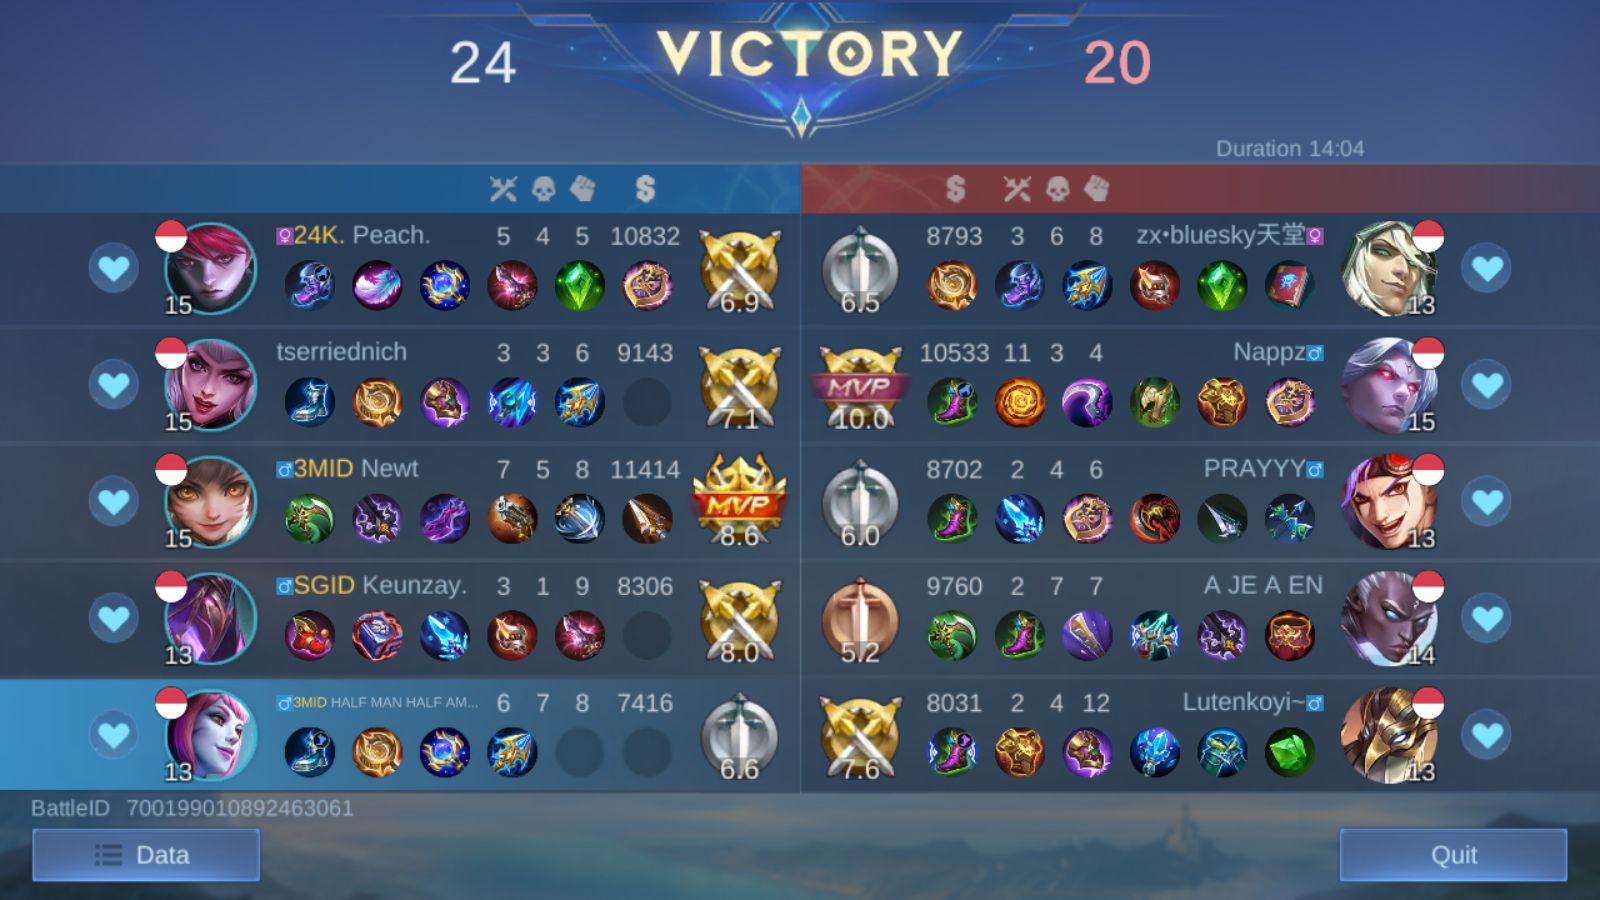 24 VICTORY 20
Duration 14:04
24K. Peach. 5 4 5 10832
15 6.9
6.5 8793 3 6 8 zx•bluesky天堂
13
tserriednich 3 3 6 9143
15 7.1
MVP 10533 11 3 4 Nappz
10.0 15
3MID Newt 7 5 8 11414
15 MVP 8.6
8702 2 4 6 PRAYYY
6.0 13
SGID Keunzay. 3 1 9 8306
13 8.0
9760 2 7 7 A JE A EN
5.2 14
3MID HALF MAN HALF AM... 6 7 8 7416
13 6.6
8031 2 4 12 Lutenkoyi~
7.6 13
BattleID 700199010892463061
Data
Quit